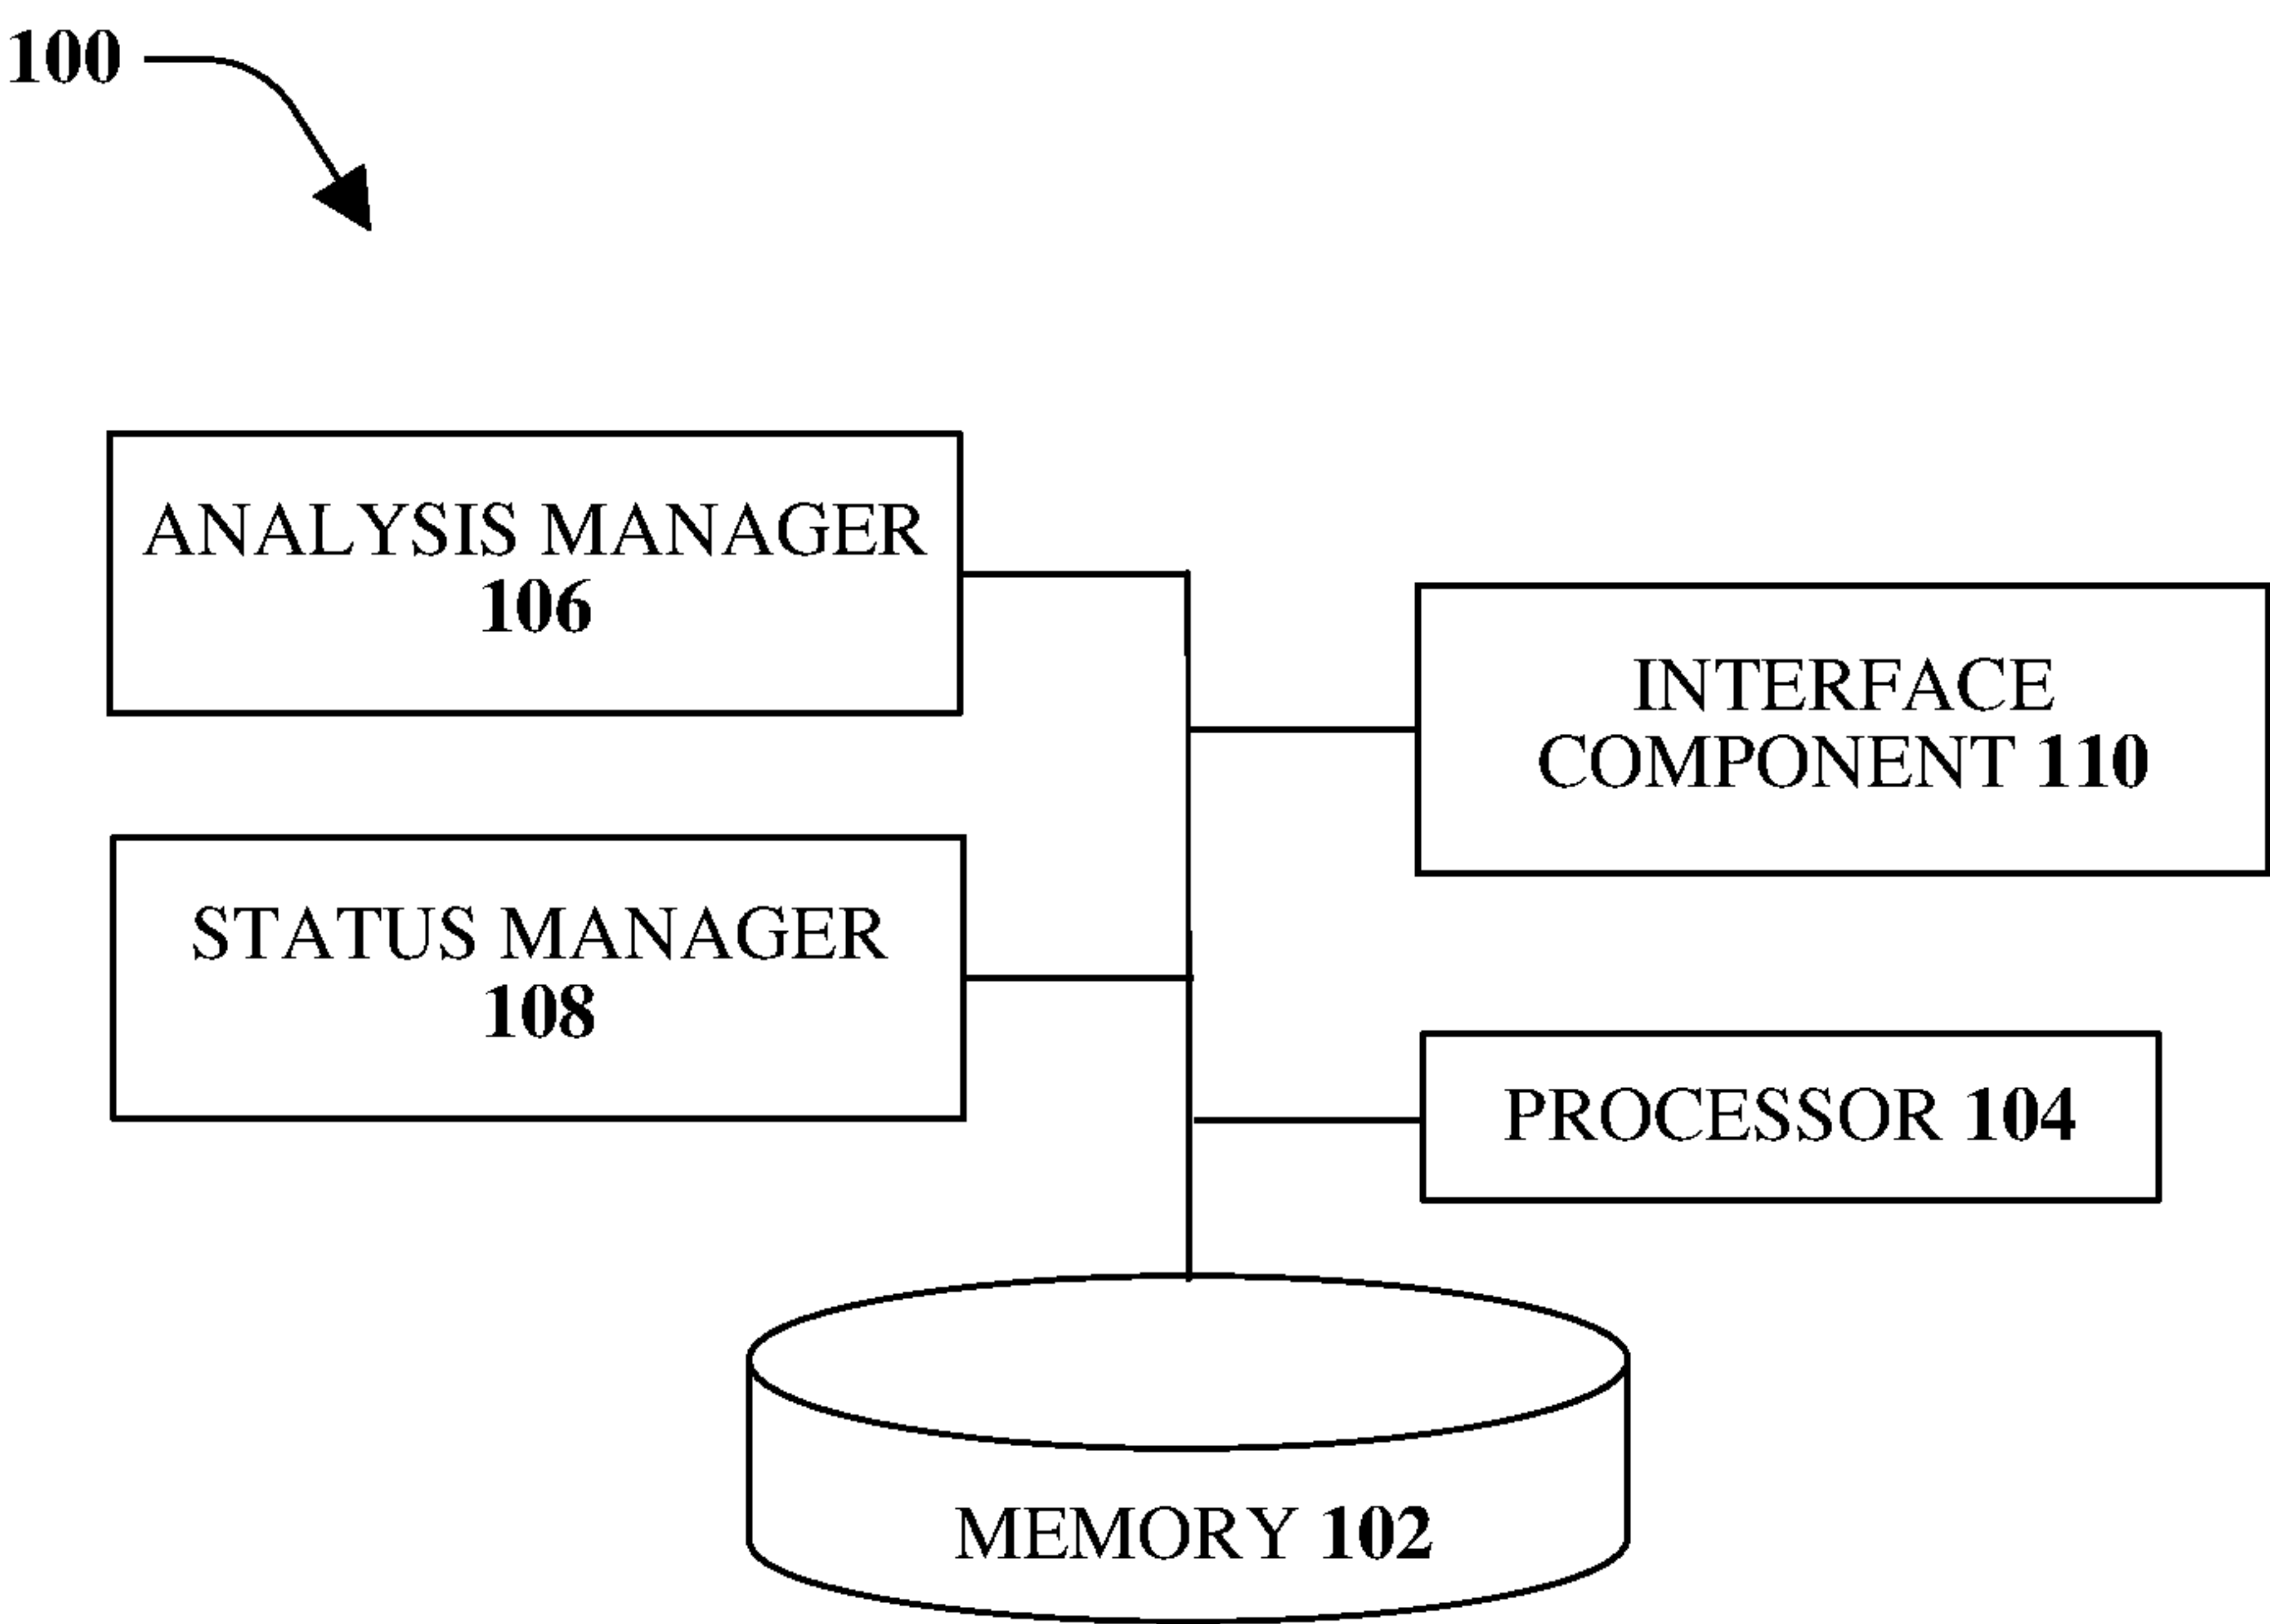 100
ANALYSIS MANAGER
106
INTERFACE
COMPONENT 110
STATUS MANAGER
108
PROCESSOR 104
MEMORY 102